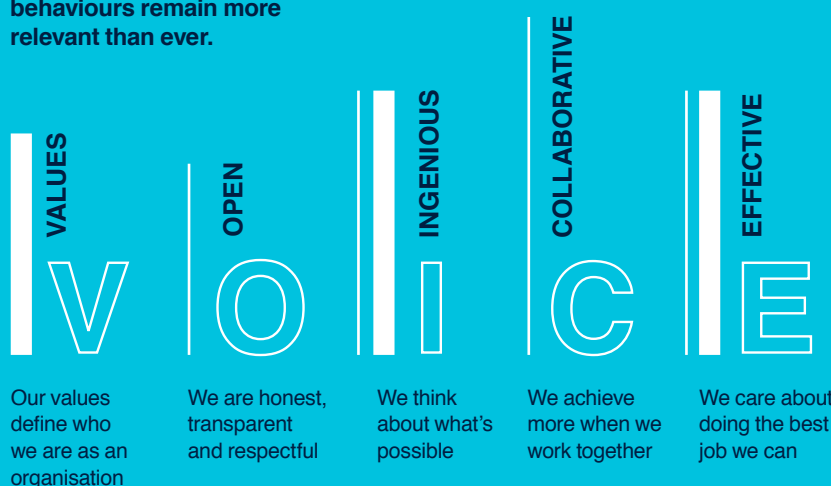 behaviours remain more
relevant than ever.
VALUES
OPEN
INGENIOUS
COLLABORATIVE
EFFECTIVE
V
O
I
C
E
Our values
define who
we are as an
organisation
We are honest,
transparent
and respectful
We think
about what's
possible
We achieve
more when we
work together
We care about
doing the best
job we can